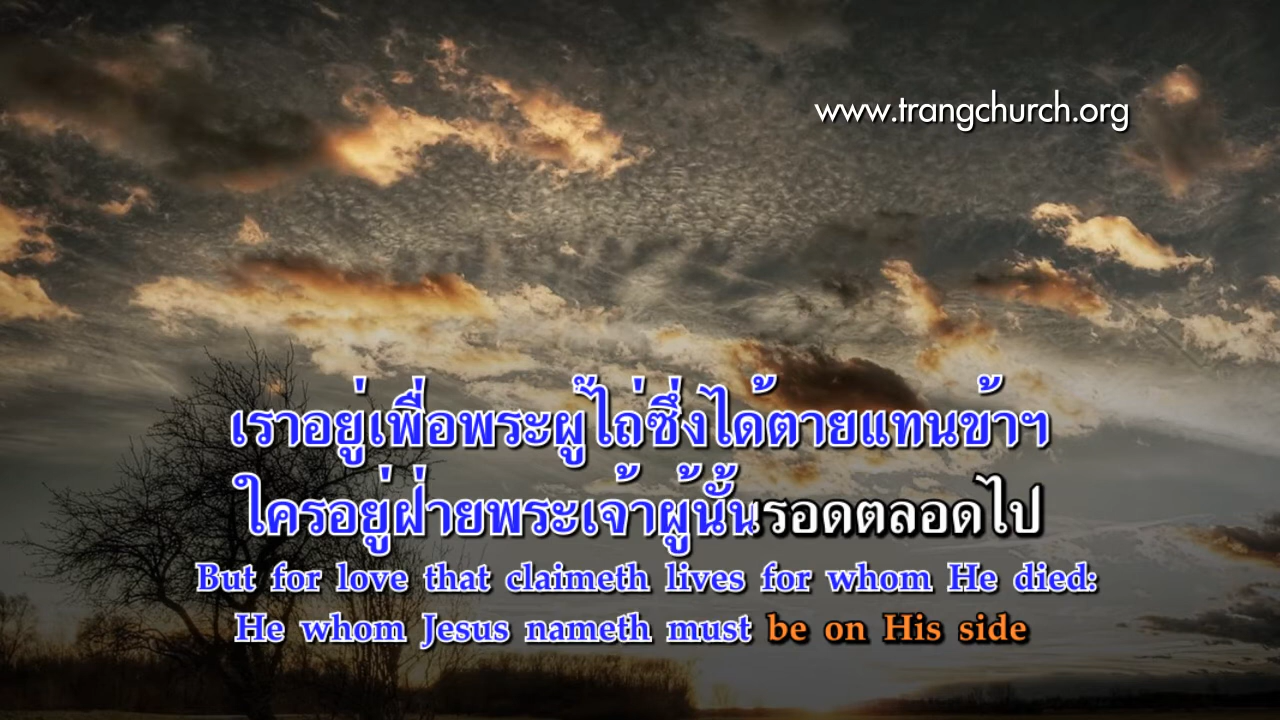 www.trangchurch.org
เราอยู่เพื่อพระผู๊ไถ่ซึ่งได้ตายแทนข้าฯ
ใครอยู่ฝ่ายพระเจ้าผู้นั้นรอดตลอดไป
But for love that claimeth lives for whom He died:
He whom Jesus nameth must be on His side